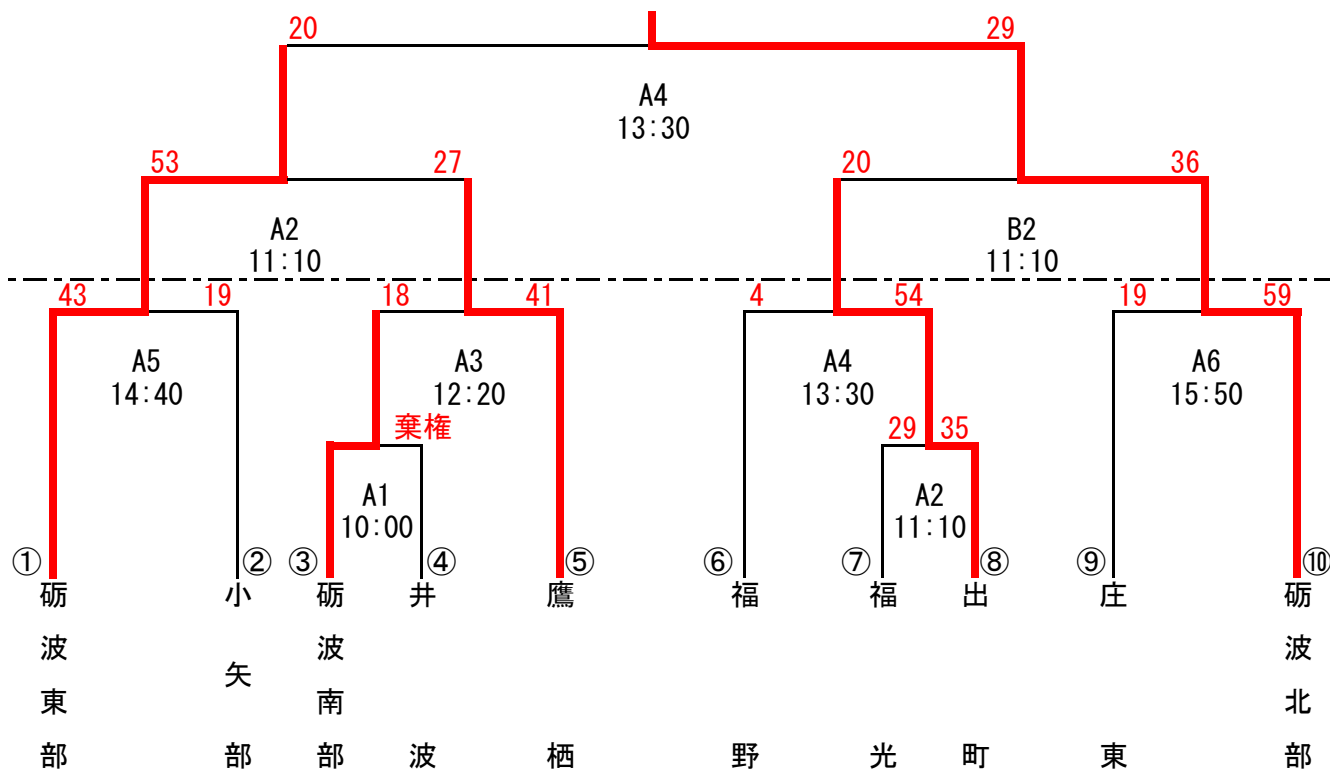 20 29
A4
13:30
53 27 20 36
A2 B2
11:10 11:10
43 19 18 41 4 54 19 59
A5 A3 A4 A6
14:40 12:20 13:30 15:50
棄権 29 35
A1 A2
10:00 11:10
① ② ③ ④ ⑤ ⑥ ⑦ ⑧ ⑨ ⑩
砺波東部
小矢部
砺波南部
井波
鷹栖
福野
福光
出町
庄東
砺波北部